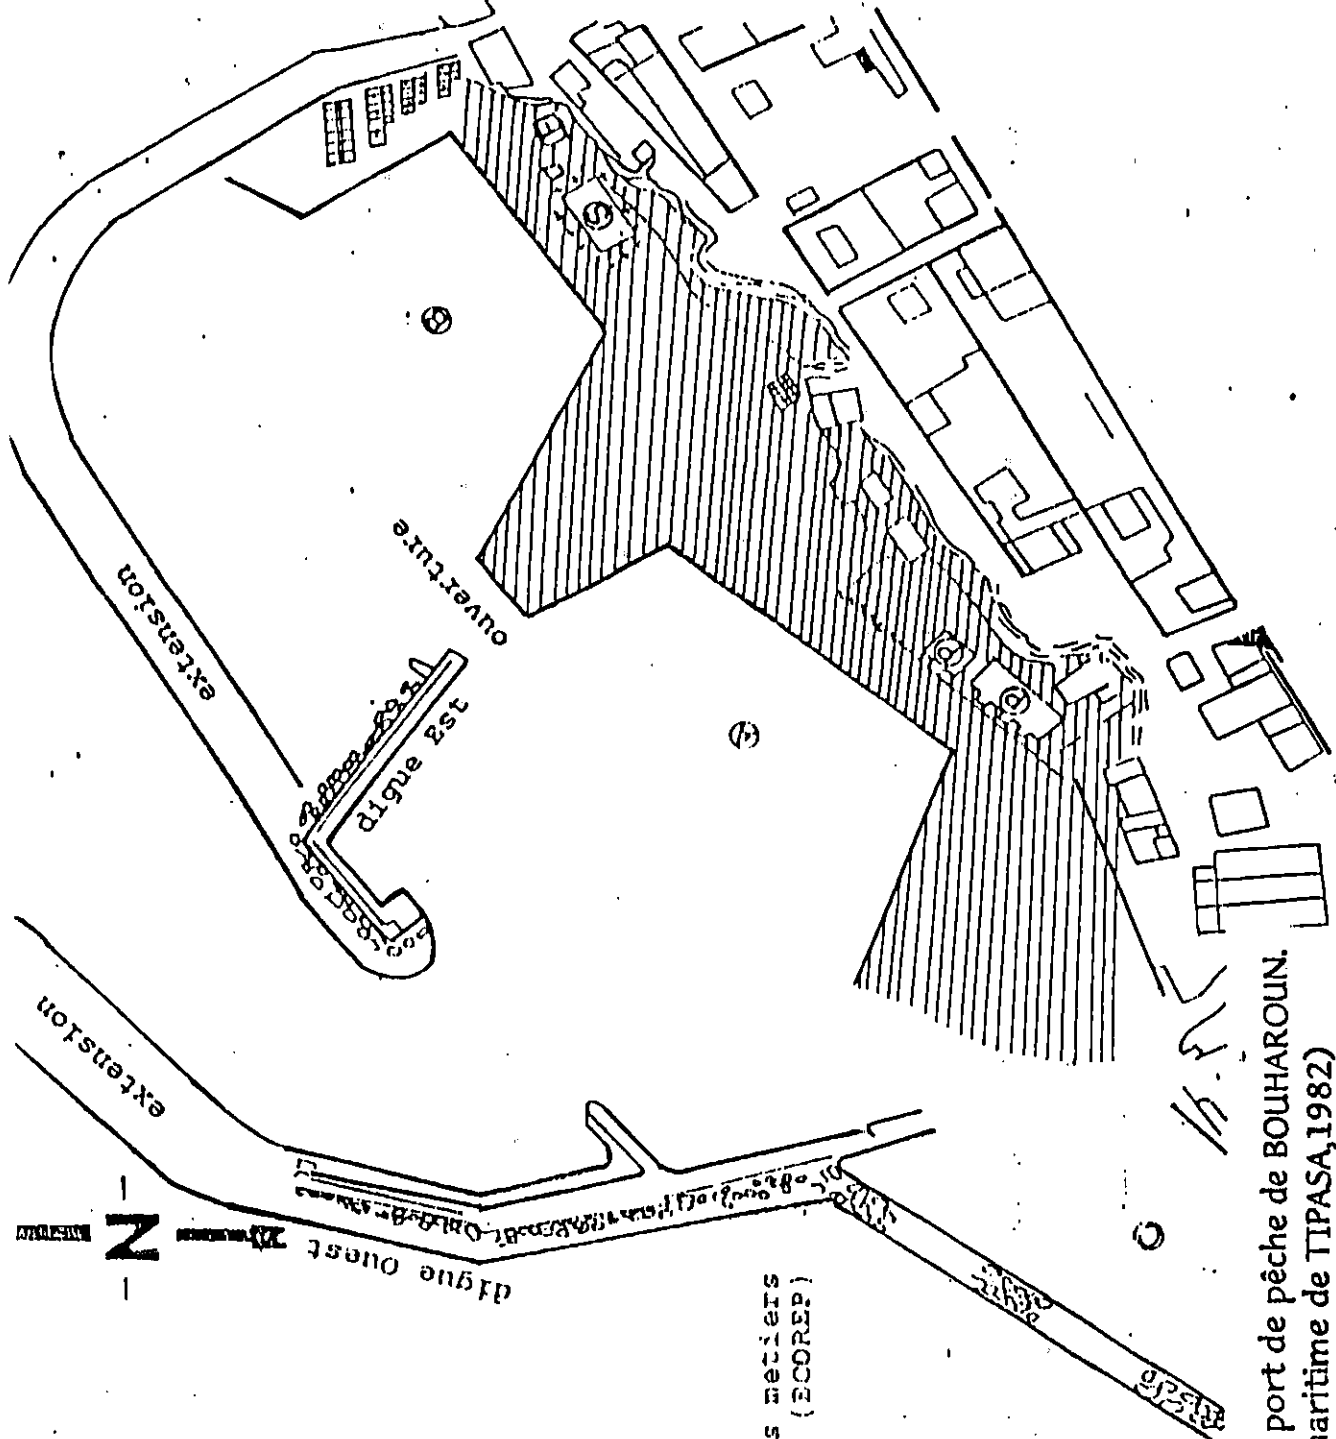 extension
ouverture
digue Est
extension
N
digue Ouest
s metiers
(ECOREP)
port de pêche de BOUHAROUN.
aritime de TIPASA,1982)